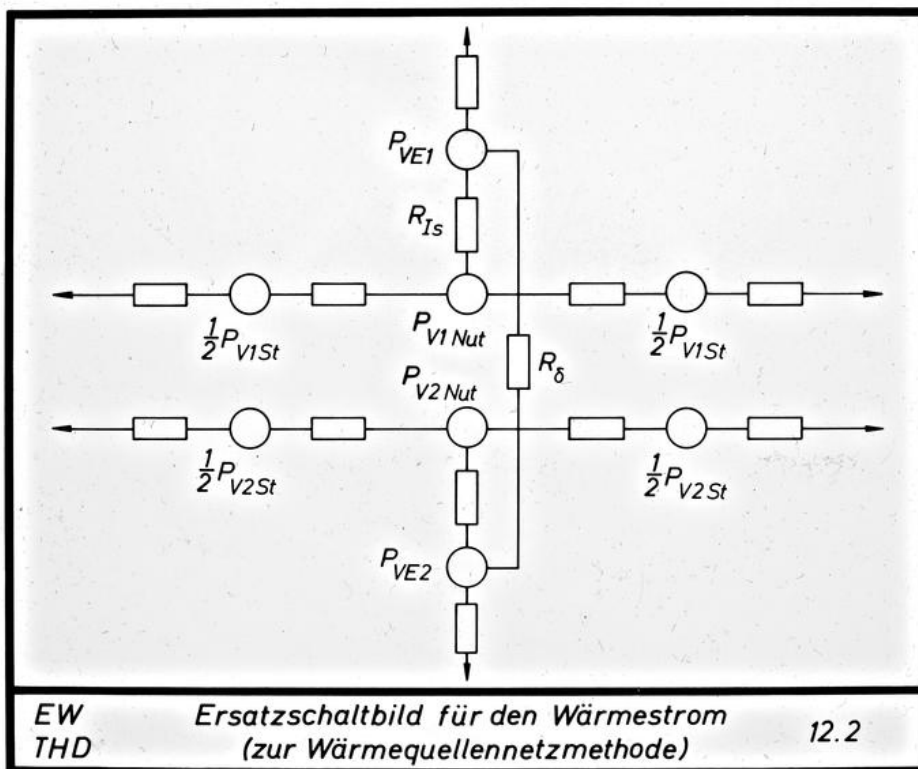 P_VE1
R_Is
½ P_V1St
P_V1 Nut
½ P_V1St
R_δ
P_V2 Nut
½ P_V2St
½ P_V2St
P_VE2
EW Ersatzschaltbild für den Wärmestrom 12.2
THD (zur Wärmequellennetzmethode)